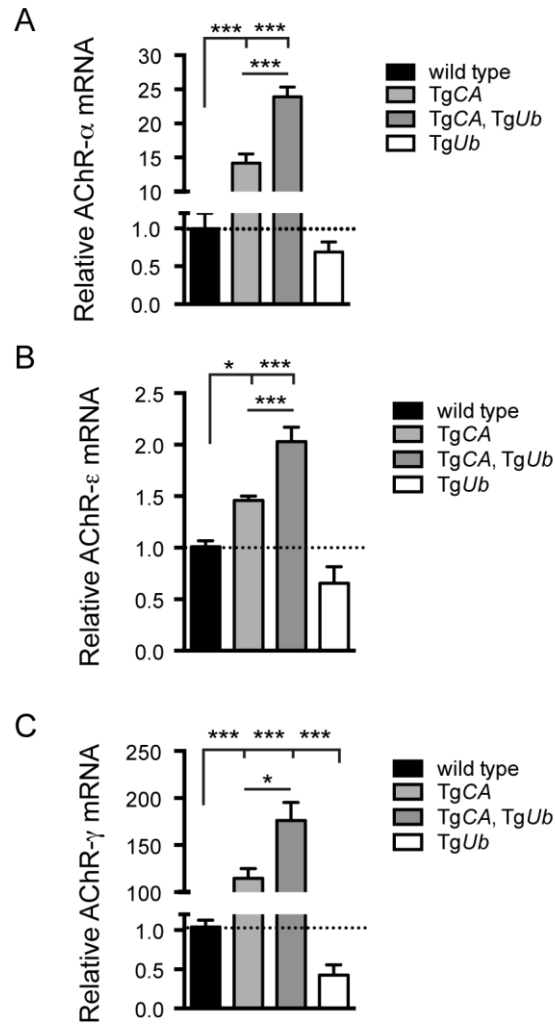 A
*** ***
***
Relative AChR-α mRNA
30
25
20
15
10
1.0
0.5
0.0
wild type
TgCA
TgCA, TgUb
TgUb
B
* ***
***
Relative AChR-ε mRNA
2.5
2.0
1.5
1.0
0.5
0.0
wild type
TgCA
TgCA, TgUb
TgUb
C
*** *** ***
*
Relative AChR-γ mRNA
250
200
150
100
1.0
0.5
0.0
wild type
TgCA
TgCA, TgUb
TgUb